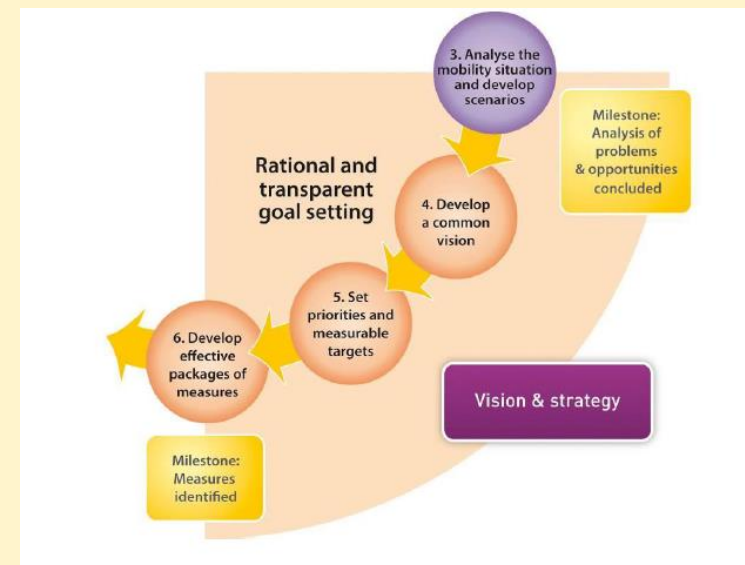 3. Analyse the
mobility situation
and develop
scenarios
Milestone:
Analysis of
problems
& opportunities
concluded
Rational and
transparent
goal setting
4. Develop
a common
vision
5. Set
priorities and
measurable
targets
6. Develop
effective
packages of
measures
Vision & strategy
Milestone:
Measures
identified